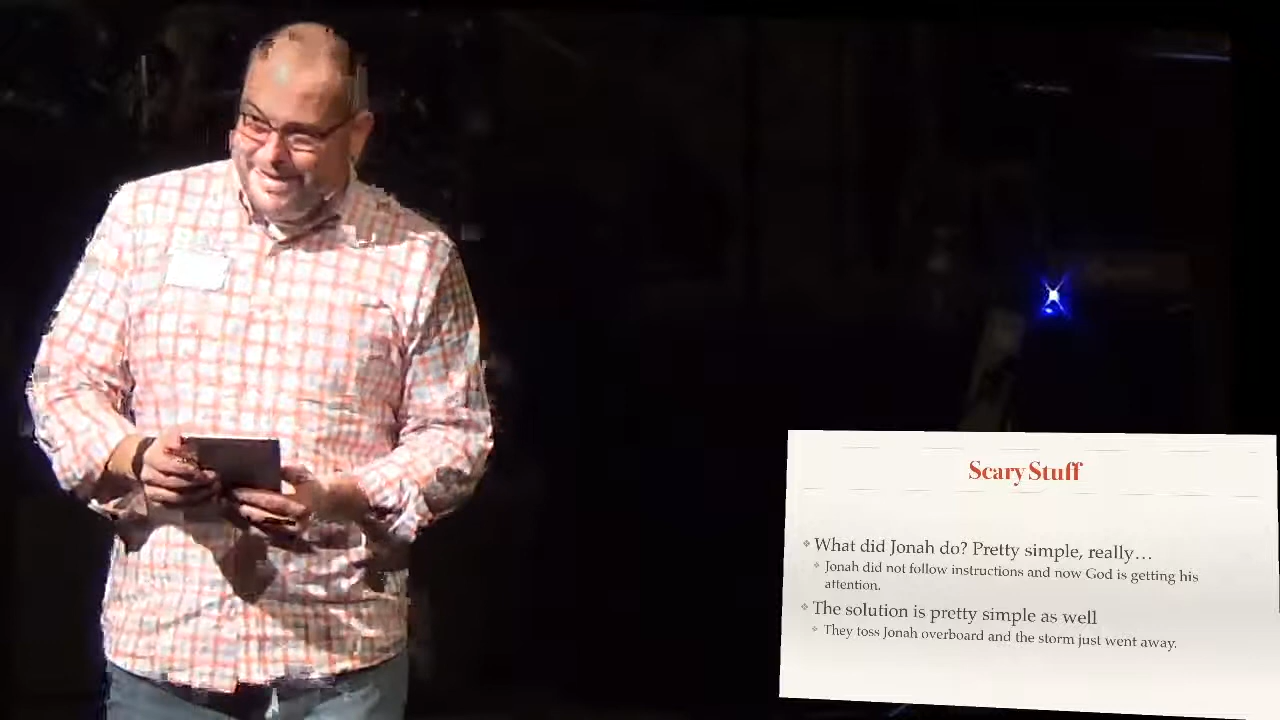 Scary Stuff
What did Jonah do? Pretty simple, really…
Jonah did not follow instructions and now God is getting his
attention.
The solution is pretty simple as well
They toss Jonah overboard and the storm just went away.